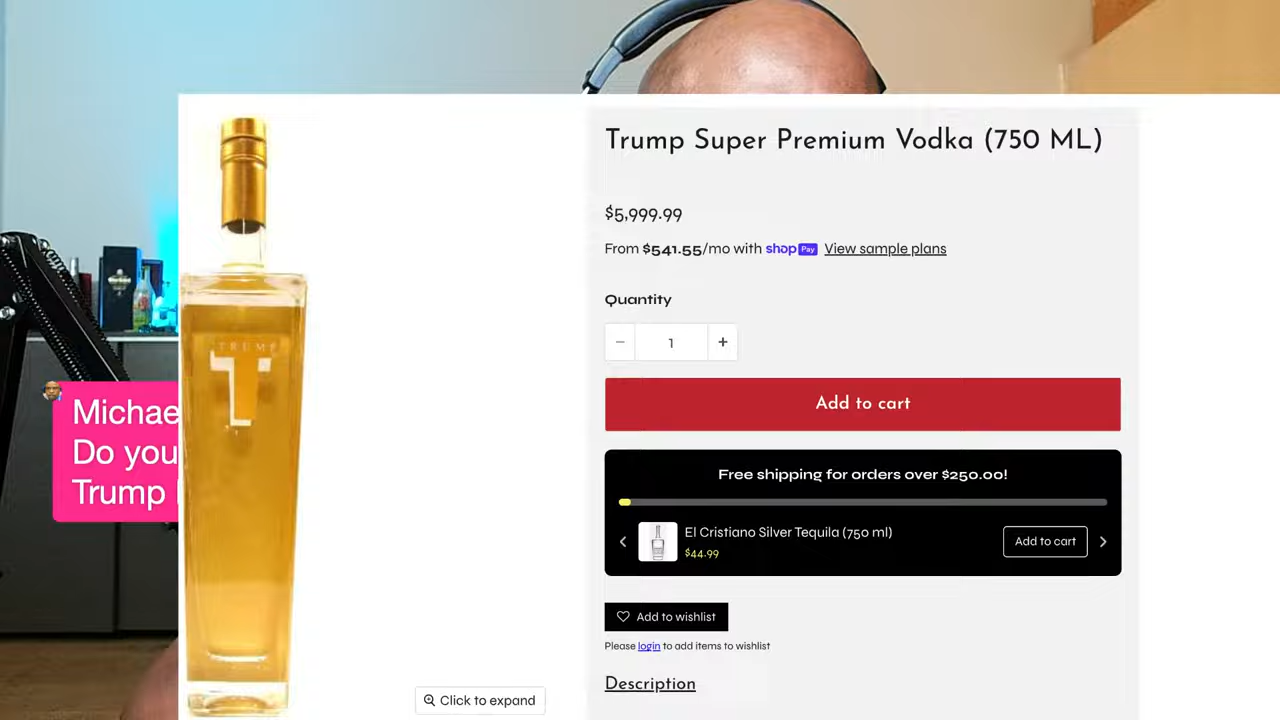 Trump Super Premium Vodka (750 ML)
$5,999.99
From $541.55/mo with shop Pay View sample plans
Quantity
− 1 +
Add to cart
Free shipping for orders over $250.00!
El Cristiano Silver Tequila (750 ml)
$44.99
Add to cart
Add to wishlist
Please login to add items to wishlist
Description
Click to expand
TRUMP
T
Michae
Do you
Trump